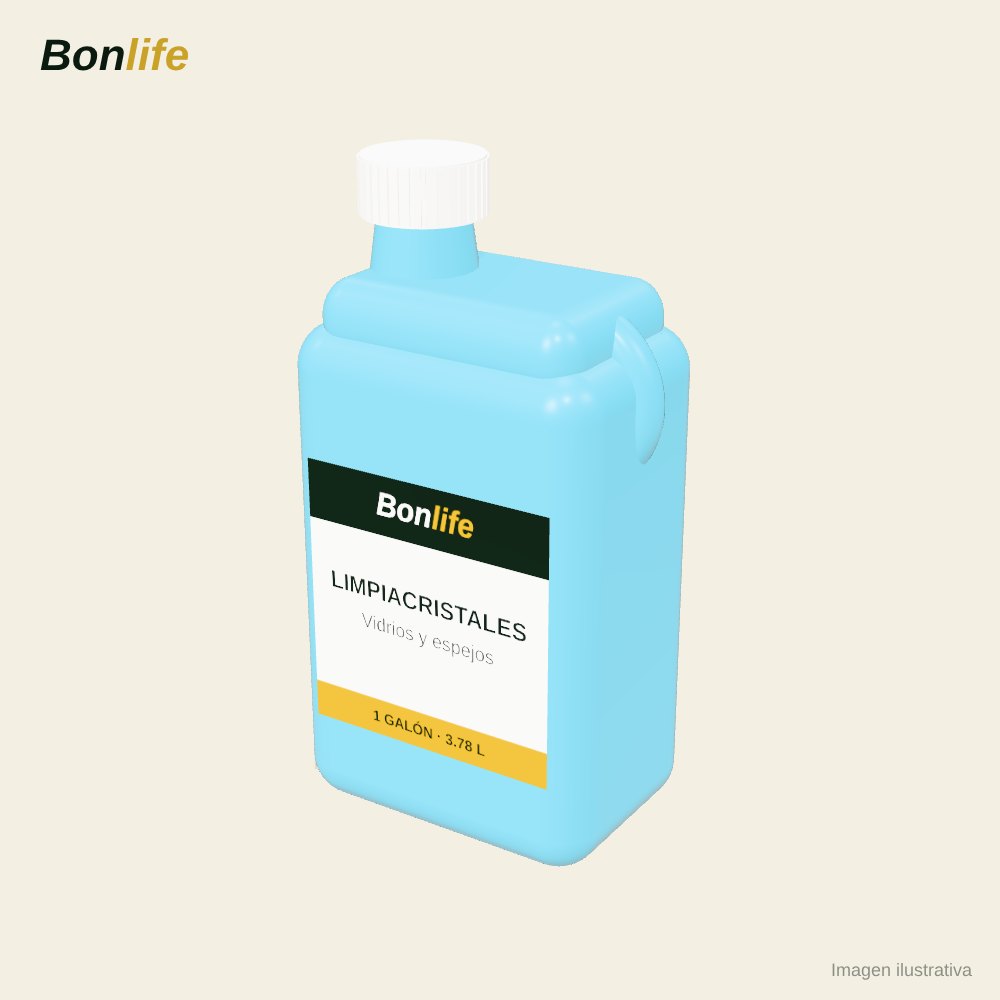 Bonlife
Bonlife
LIMPIACRISTALES
Vidrios y espejos
1 GALÓN · 3.78 L
Imagen ilustrativa